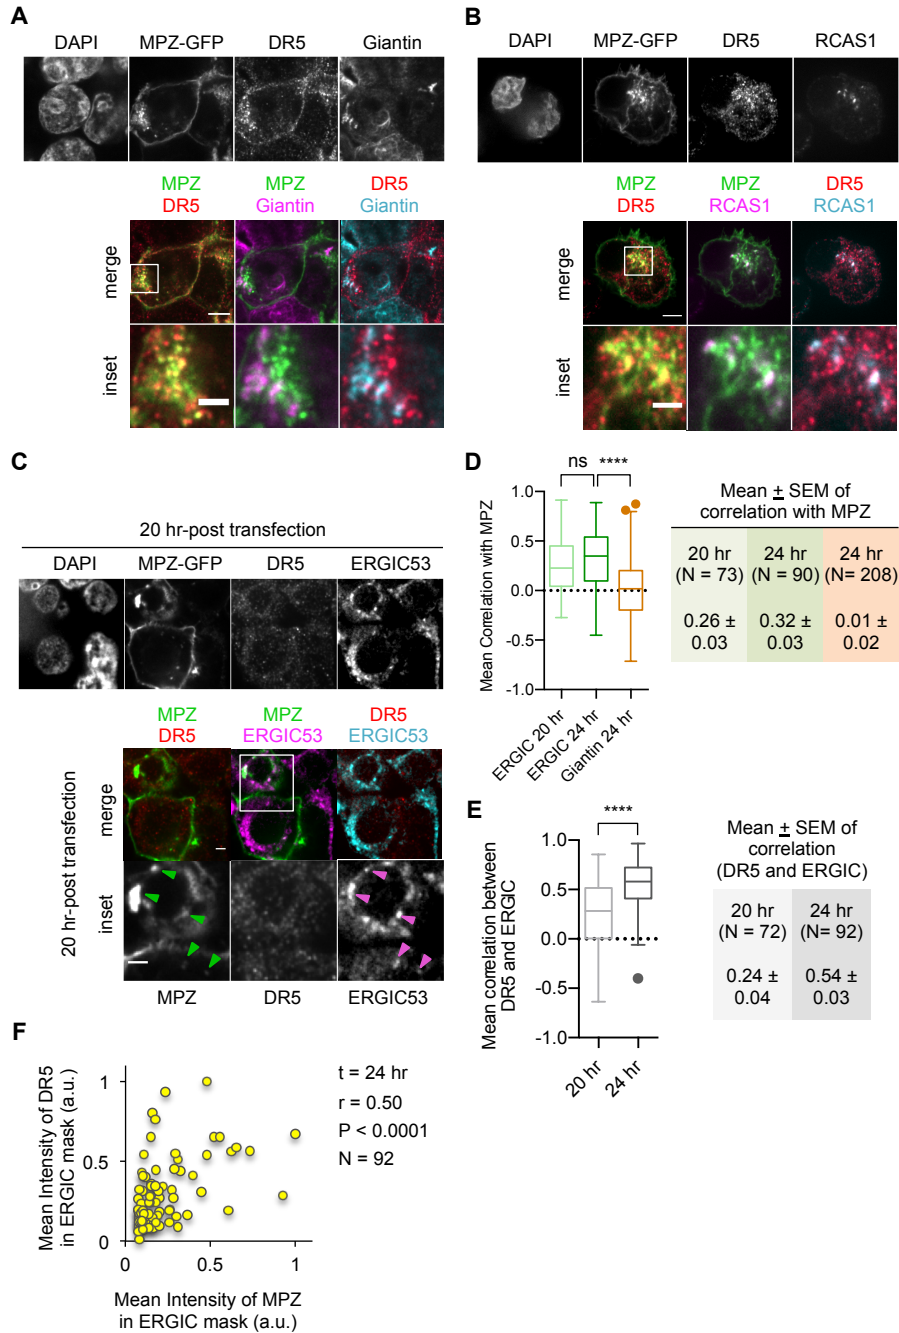 A
DAPI MPZ-GFP DR5 Giantin
MPZ MPZ DR5
DR5 Giantin Giantin
merge
inset
B
DAPI MPZ-GFP DR5 RCAS1
MPZ MPZ DR5
DR5 RCAS1 RCAS1
merge
inset
C
20 hr-post transfection
DAPI MPZ-GFP DR5 ERGIC53
MPZ MPZ DR5
DR5 ERGIC53 ERGIC53
20 hr-post transfection
merge
inset
MPZ DR5 ERGIC53
D
ns ****
Mean Correlation with MPZ
1.0
0.5
0.0
-0.5
-1.0
ERGIC 20 hr
ERGIC 24 hr
Giantin 24 hr
Mean ± SEM of
correlation with MPZ
20 hr 24 hr 24 hr
(N = 73) (N = 90) (N= 208)
0.26 ± 0.32 ± 0.01 ±
0.03 0.03 0.02
E
****
Mean correlation between
DR5 and ERGIC
1.0
0.5
0.0
-0.5
-1.0
20 hr
24 hr
Mean ± SEM of
correlation
(DR5 and ERGIC)
20 hr 24 hr
(N = 72) (N= 92)
0.24 ± 0.54 ±
0.04 0.03
F
Mean Intensity of DR5
in ERGIC mask (a.u.)
1
0.5
0
0 0.5 1
Mean Intensity of MPZ
in ERGIC mask (a.u.)
t = 24 hr
r = 0.50
P < 0.0001
N = 92